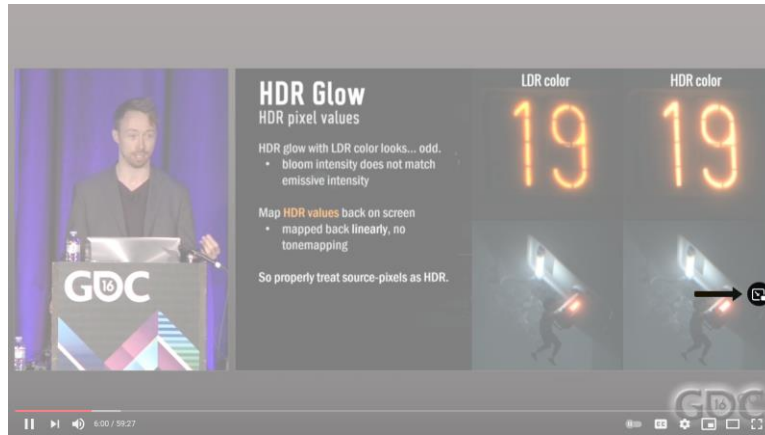 HDR Glow
HDR pixel values
HDR glow with LDR color looks... odd.
• bloom intensity does not match
emissive intensity
Map HDR values back on screen
• mapped back linearly, no
tonemapping
So properly treat source-pixels as HDR.
LDR color
HDR color
19
19
GDC
16
GDC
16
6:00 / 59:27
CC